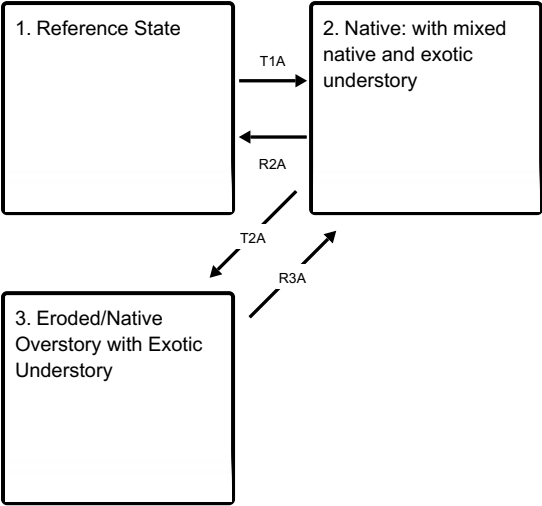 1. Reference State
2. Native: with mixed
native and exotic
understory
T1A
R2A
T2A
R3A
3. Eroded/Native
Overstory with Exotic
Understory